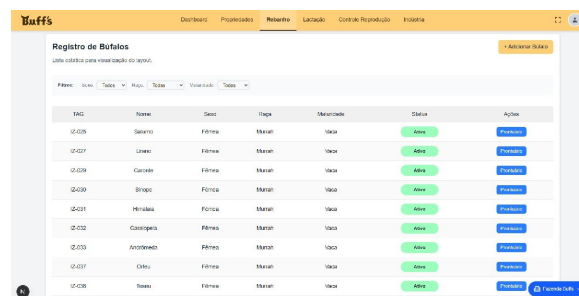 Buff's
Dashboard Propriedades Rebanho Lactação Controle Reprodução Indústria
Registro de Búfalos
+ Adicionar Búfalo
Lista estática para visualização do layout.
Filtros: Sexo: Todos Raça: Todas Maturidade: Todos
TAG Nome Sexo Raça Maturidade Status Ações
IZ-025 Saturno Fêmea Murrah Vaca Ativo Prontuário
IZ-027 Urano Fêmea Murrah Vaca Ativo Prontuário
IZ-029 Caronte Fêmea Murrah Vaca Ativo Prontuário
IZ-030 Sinope Fêmea Murrah Vaca Ativo Prontuário
IZ-031 Himalaia Fêmea Murrah Vaca Ativo Prontuário
IZ-032 Cassiopeia Fêmea Murrah Vaca Ativo Prontuário
IZ-033 Andrômeda Fêmea Murrah Vaca Ativo Prontuário
IZ-037 Orfeu Fêmea Murrah Vaca Ativo Prontuário
IZ-038 Fêmea Murrah Vaca Ativo Prontuário
N
Fazenda Buffs